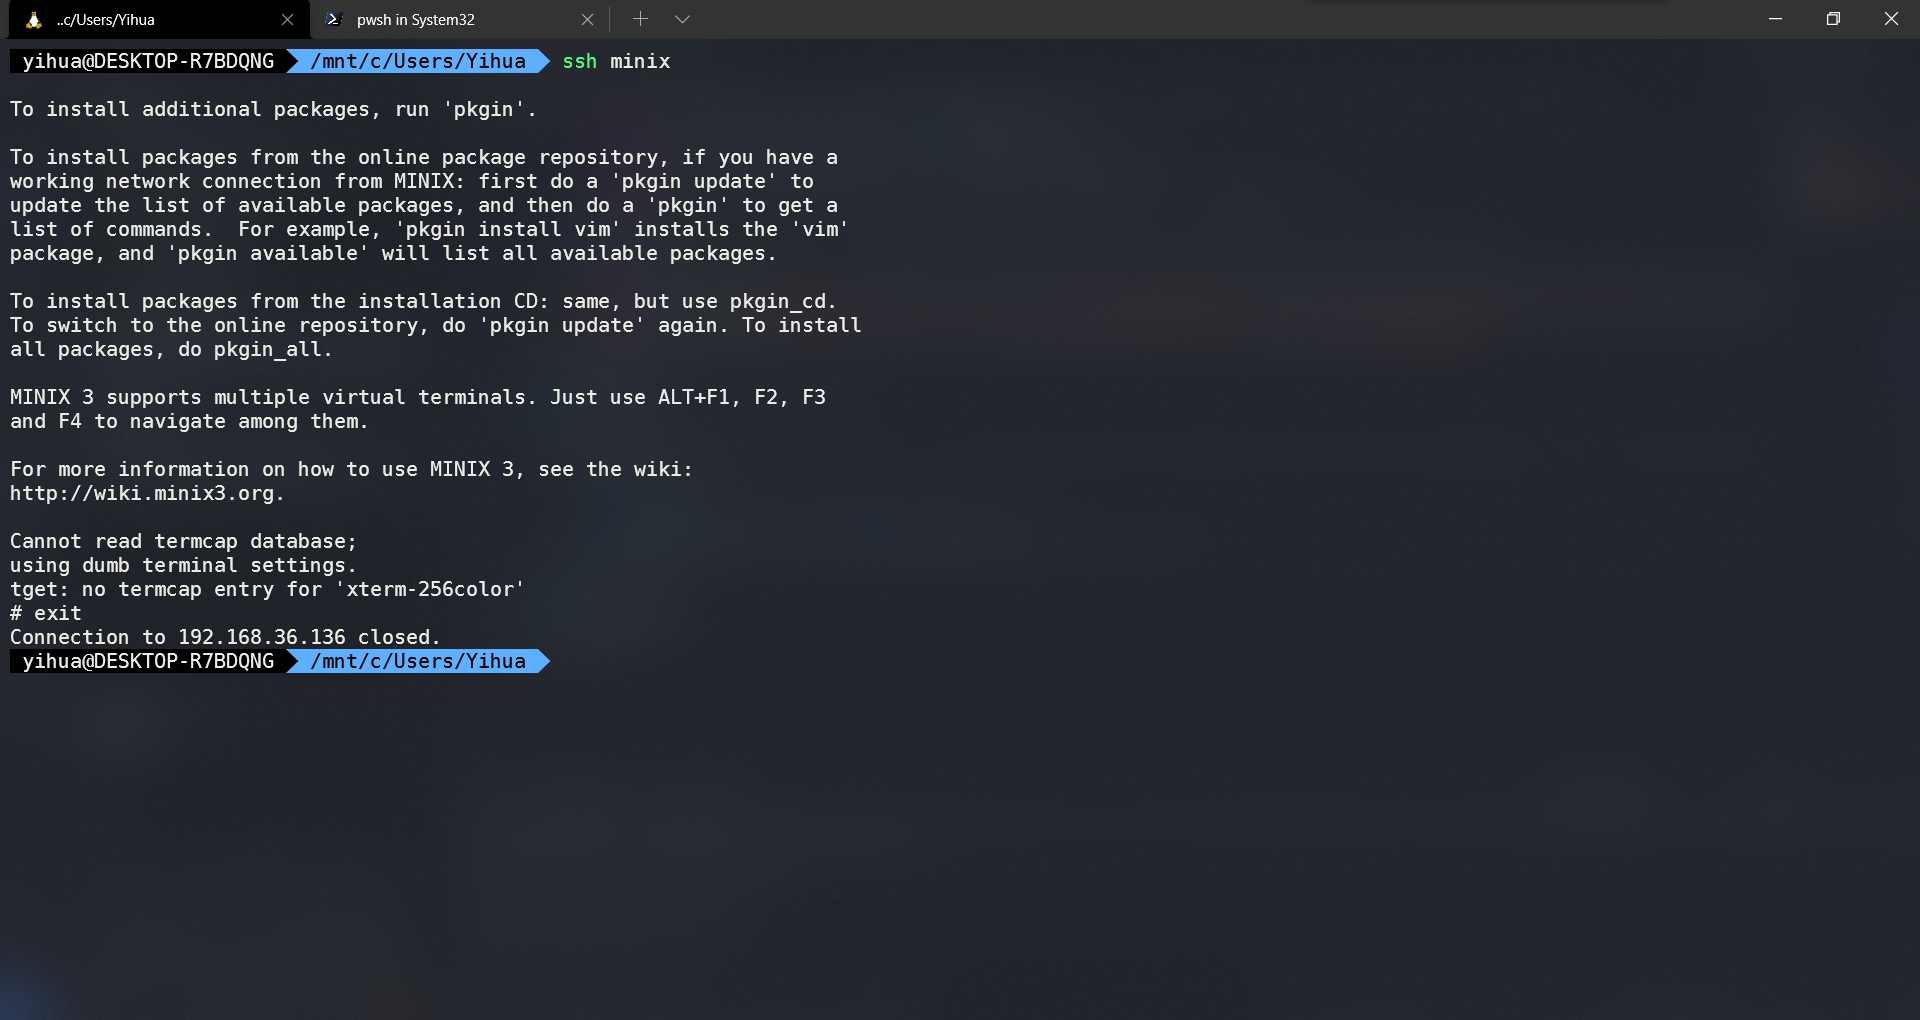 ..c/Users/Yihua
pwsh in System32
yihua@DESKTOP-R7BDQNG /mnt/c/Users/Yihua ssh minix
To install additional packages, run 'pkgin'.
To install packages from the online package repository, if you have a
working network connection from MINIX: first do a 'pkgin update' to
update the list of available packages, and then do a 'pkgin' to get a
list of commands.  For example, 'pkgin install vim' installs the 'vim'
package, and 'pkgin available' will list all available packages.
To install packages from the installation CD: same, but use pkgin_cd.
To switch to the online repository, do 'pkgin update' again. To install
all packages, do pkgin_all.
MINIX 3 supports multiple virtual terminals. Just use ALT+F1, F2, F3
and F4 to navigate among them.
For more information on how to use MINIX 3, see the wiki:
http://wiki.minix3.org.
Cannot read termcap database;
using dumb terminal settings.
tget: no termcap entry for 'xterm-256color'
# exit
Connection to 192.168.36.136 closed.
yihua@DESKTOP-R7BDQNG /mnt/c/Users/Yihua